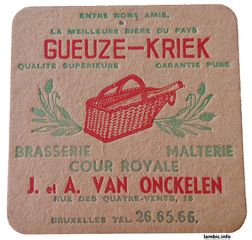 ENTRE BONS AMIS,
LA MEILLEURE BIÈRE DU PAYS
GUEUZE-KRIEK
QUALITE SUPÉRIEURE GARANTIE PURE
BRASSERIE MALTERIE
COUR ROYALE
J. et A. VAN ONCKELEN
RUE DES QUATRE-VENTS, 15
BRUXELLES TÉL. 26.65.66.
lambic.info